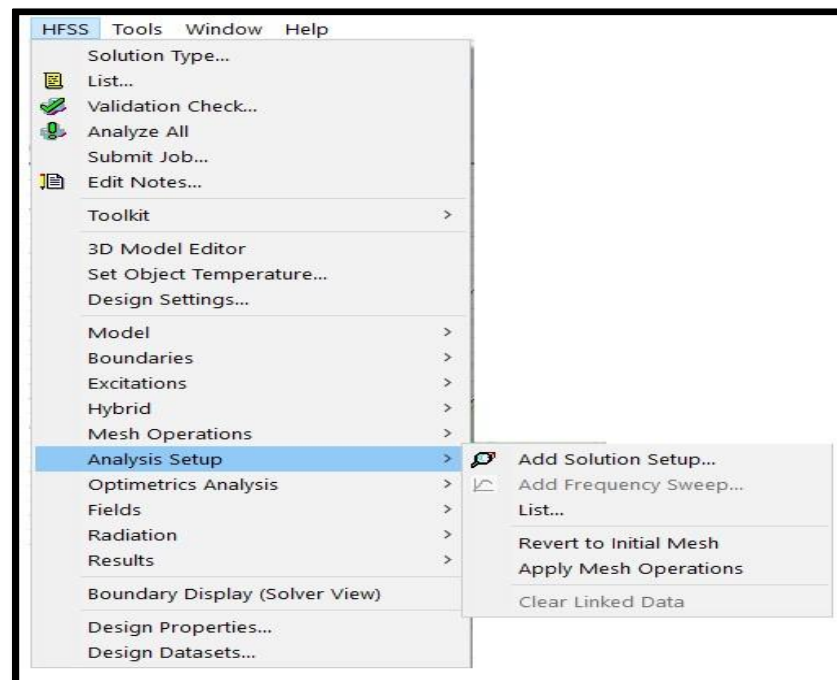 HFSS Tools Window Help
Solution Type...
List...
Validation Check...
Analyze All
Submit Job...
Edit Notes...
Toolkit >
3D Model Editor
Set Object Temperature...
Design Settings...
Model >
Boundaries >
Excitations >
Hybrid >
Mesh Operations >
Analysis Setup >
Optimetrics Analysis >
Fields >
Radiation >
Results >
Boundary Display (Solver View)
Design Properties...
Design Datasets...
Add Solution Setup...
Add Frequency Sweep...
List...
Revert to Initial Mesh
Apply Mesh Operations
Clear Linked Data